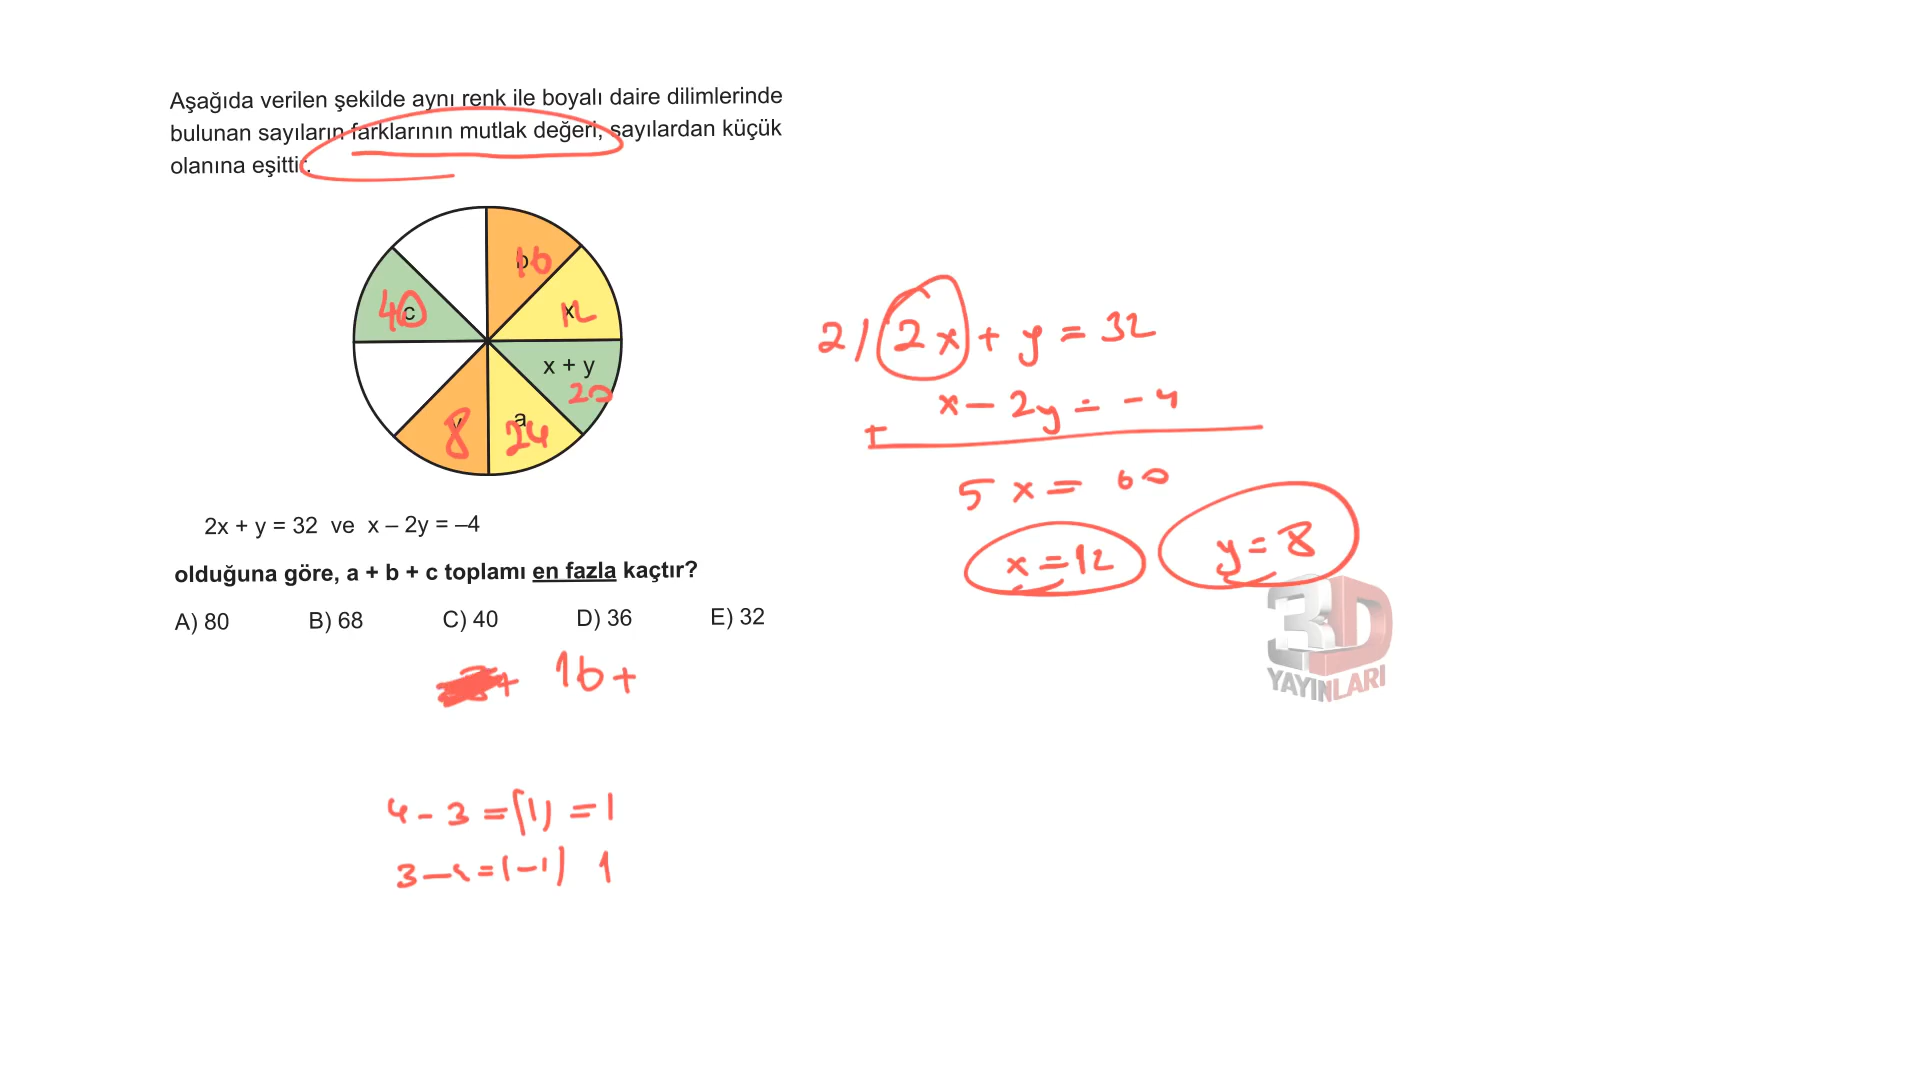 Aşağıda verilen şekilde aynı renk ile boyalı daire dilimlerinde
bulunan sayıların farklarının mutlak değeri, sayılardan küçük
olanına eşittir.
b 16
x 12
x + y
20
a 24
y 8
40 c
2x + y = 32 ve x – 2y = –4
olduğuna göre, a + b + c toplamı en fazla kaçtır?
A) 80 B) 68 C) 40 D) 36 E) 32
+ 16 +
4 - 3 = |1| = 1
3 - 4 = |-1| 1
2 / 2x + y = 32
x - 2y = -4
+
5x = 60
x = 12 y = 8
3D
YAYINLARI